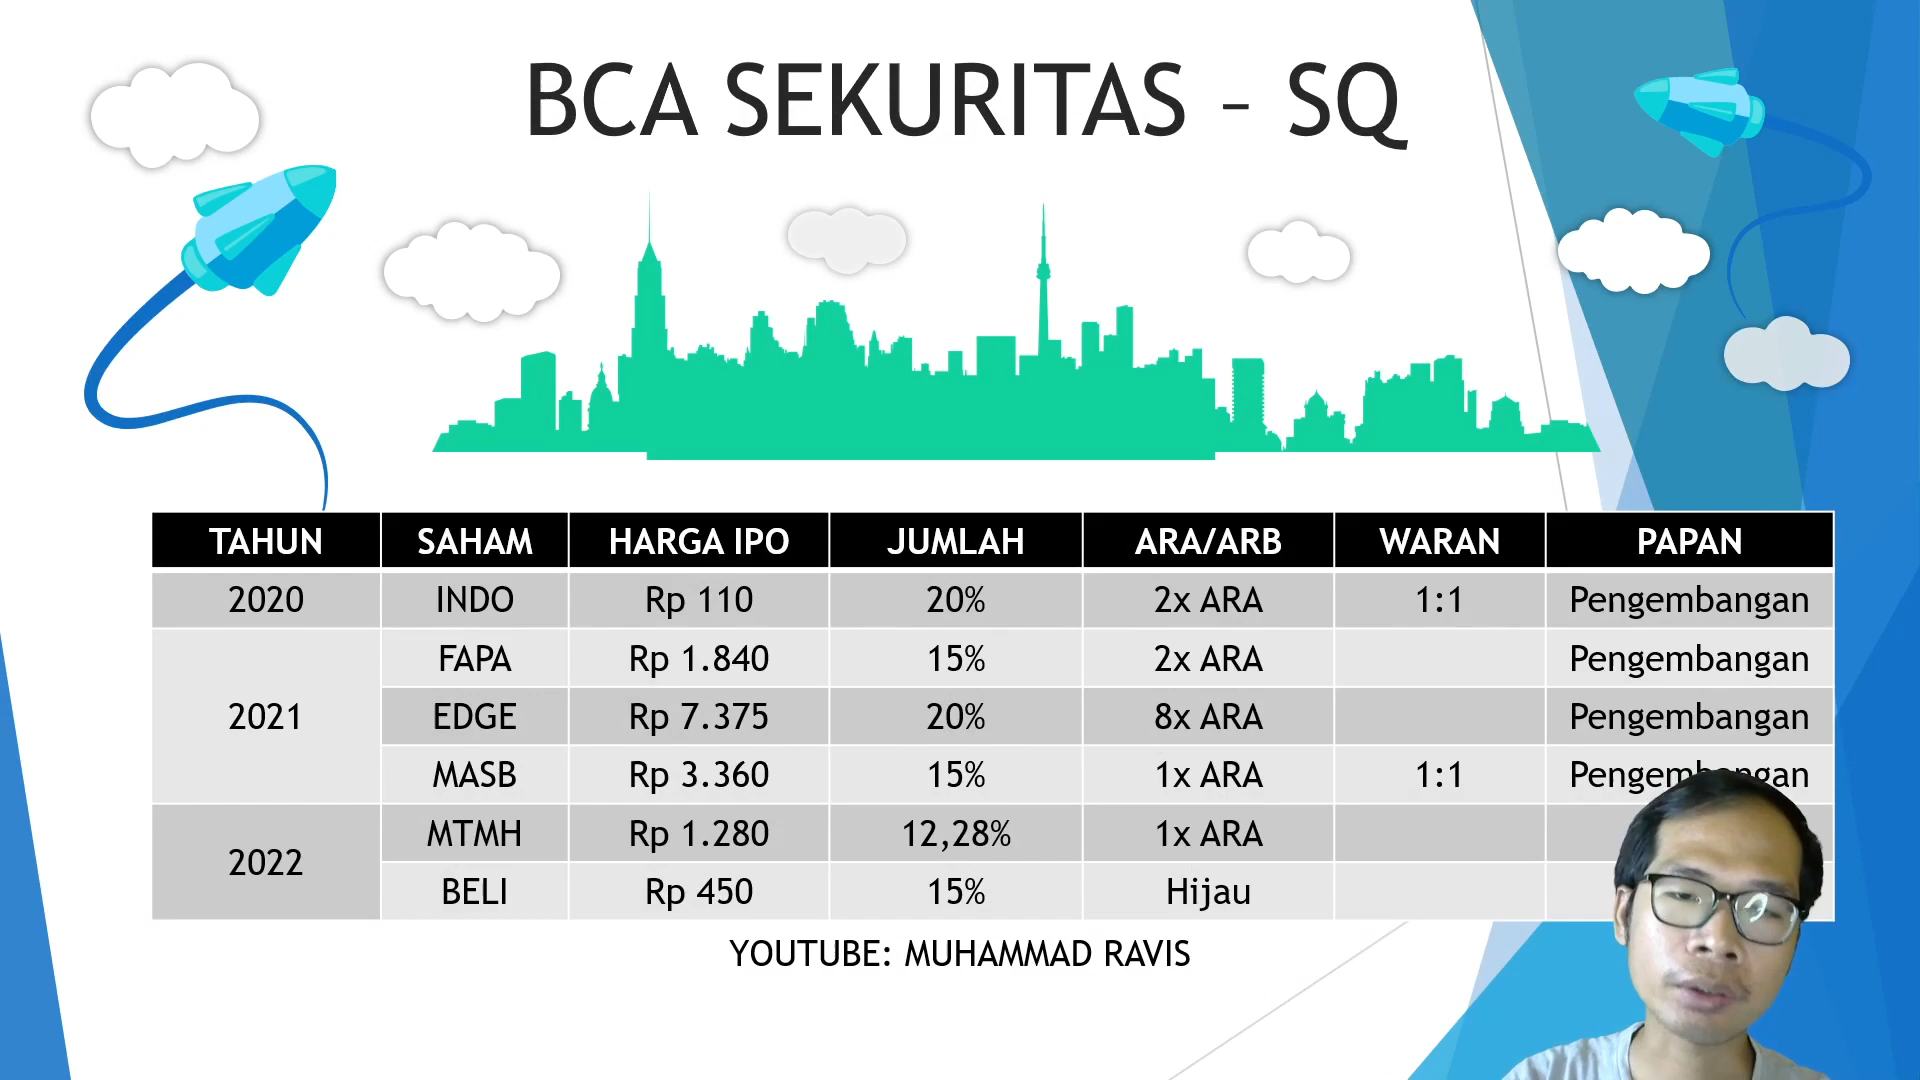 BCA SEKURITAS – SQ
TAHUN SAHAM HARGA IPO JUMLAH ARA/ARB WARAN PAPAN
2020 INDO Rp 110 20% 2x ARA 1:1 Pengembangan
FAPA Rp 1.840 15% 2x ARA Pengembangan
2021 EDGE Rp 7.375 20% 8x ARA Pengembangan
MASB Rp 3.360 15% 1x ARA 1:1 Pengembangan
2022 MTMH Rp 1.280 12,28% 1x ARA
BELI Rp 450 15% Hijau
YOUTUBE: MUHAMMAD RAVIS